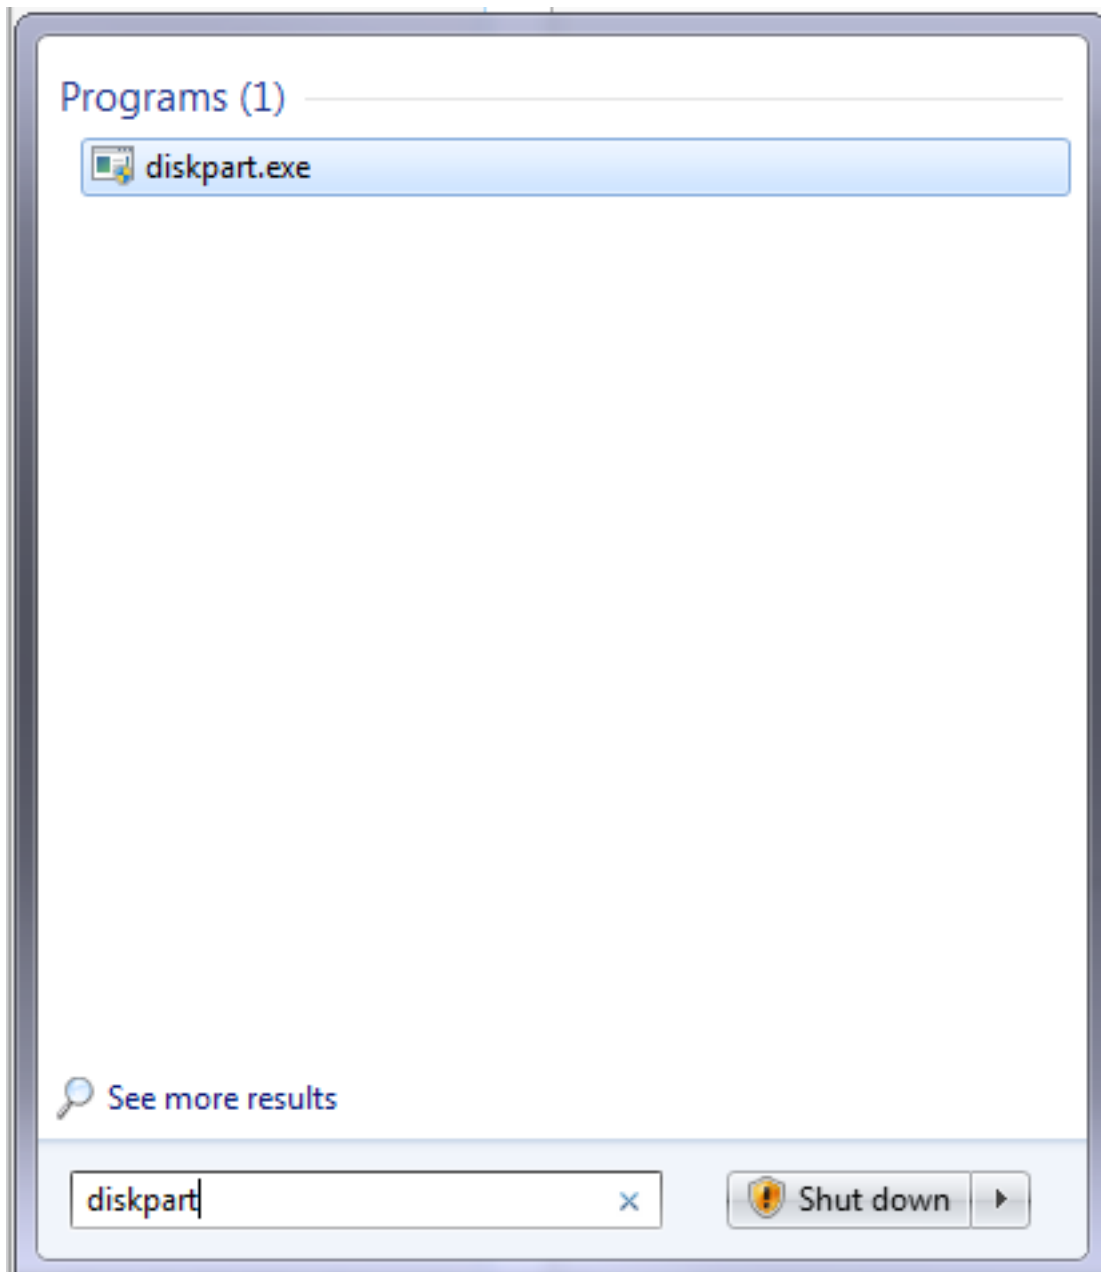 Programs (1)
diskpart.exe
See more results
diskpart
Shut down